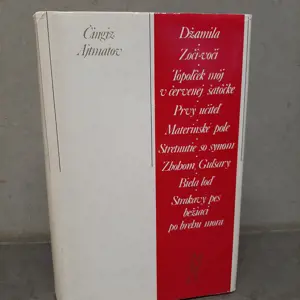 Čingiz
Ajtmatov
Džamila
Zoči-voči
Topoľček môj
v červenej šatôčke
Prvý učiteľ
Materinské pole
Stretnutie so synom
Zbohom, Guľsary
Biela loď
Strakavý pes
bežiaci
po brehu mora